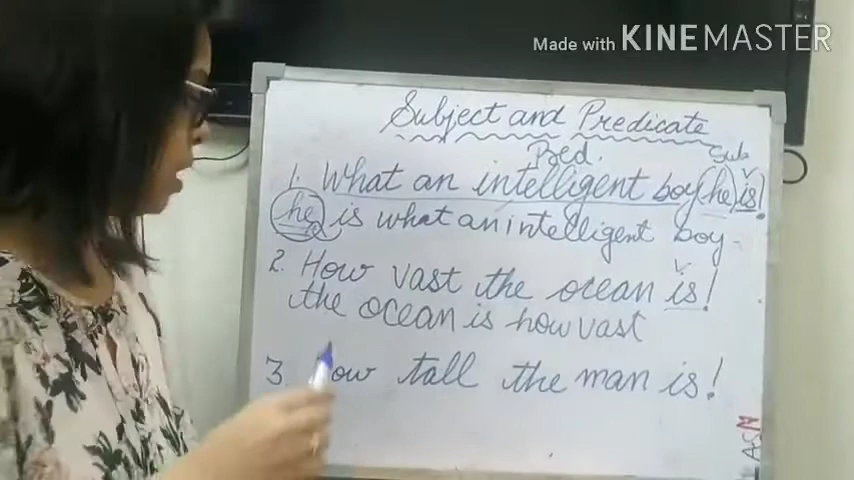 Made with KINEMASTER
Subject and Predicate
Pred. Sub
1. What an intelligent boy (he) is!
he is what an intelligent boy
2. How vast the ocean is!
v
the ocean is how vast
3. How tall the man is!